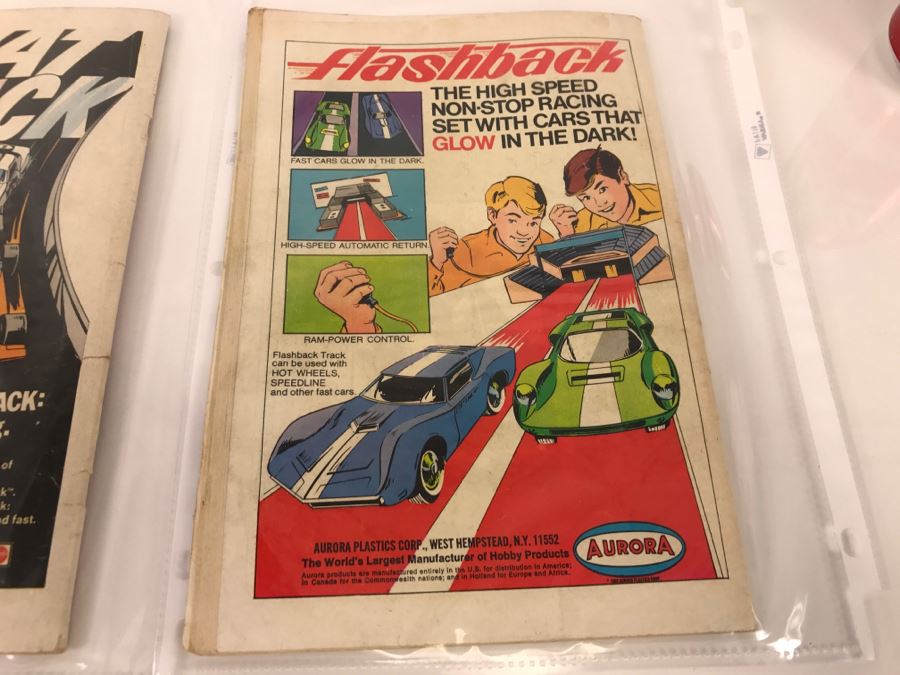 AT
CK
ACK:
of
k™.
k:
d fast.
flashback
THE HIGH SPEED
NON-STOP RACING
SET WITH CARS THAT
GLOW IN THE DARK!
FAST CARS GLOW IN THE DARK.
HIGH-SPEED AUTOMATIC RETURN
RAM-POWER CONTROL.
Flashback Track
can be used with
HOT WHEELS,
SPEEDLINE
and other fast cars.
AURORA PLASTICS CORP., WEST HEMPSTEAD, N.Y. 11552
The World's Largest Manufacturer of Hobby Products
Aurora products are manufactured entirely in the U.S. for distribution in America;
in Canada for the Commonwealth nations; and in Holland for Europe and Africa.
AURORA